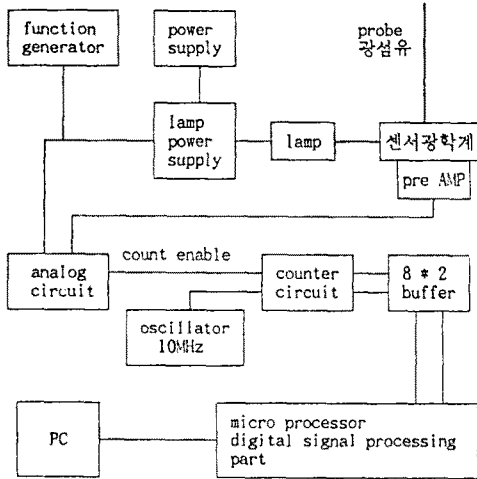 function
generator
power
supply
probe
광섬유
lamp
power
supply
lamp
센서광학계
pre AMP
count enable
analog
circuit
counter
circuit
8 * 2
buffer
oscillator
10MHz
PC
micro processor
digital signal processing
part